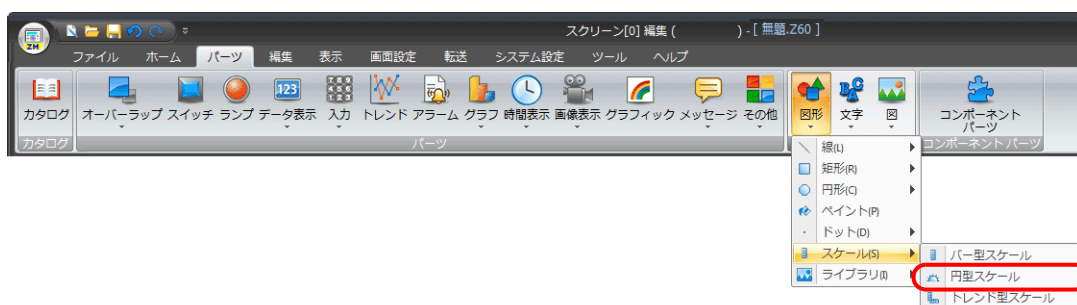 スクリーン[0] 編集 ( ) - [ 無題.Z60 ]
ZM
ファイル ホーム パーツ 編集 表示 画面設定 転送 システム設定 ツール ヘルプ
123
カタログ オーバーラップ スイッチ ランプ データ表示 入力 トレンド アラーム グラフ 時間表示 画像表示 グラフィック メッセージ その他 図形 文字 図 コンポーネント
パーツ
カタログ パーツ コンポーネント パーツ
線(L)
矩形(R)
円形(C)
ペイント(P)
ドット(D)
スケール(S) バー型スケール
ライブラリ(I) 円型スケール
トレンド型スケール